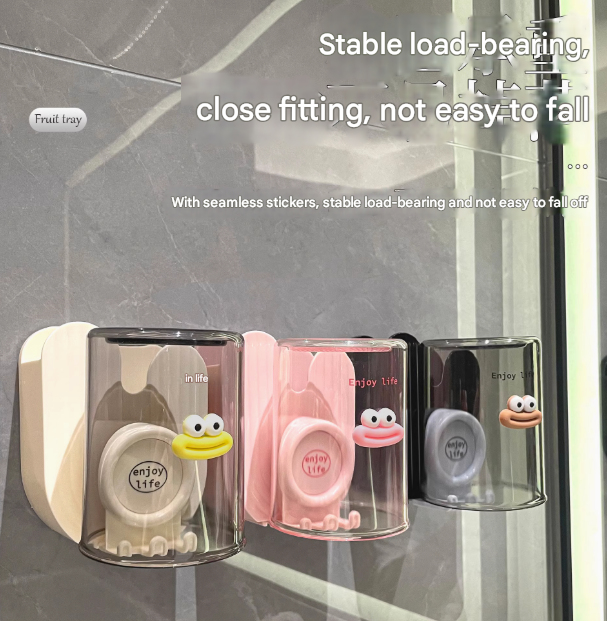 Stable load-bearing,
close fitting, not easy to fall
...
With seamless stickers, stable load-bearing and not easy to fall off
Fruit tray
in life
Enjoy life
Enjoy life
enjoy
life
enjoy
life
enjoy
life